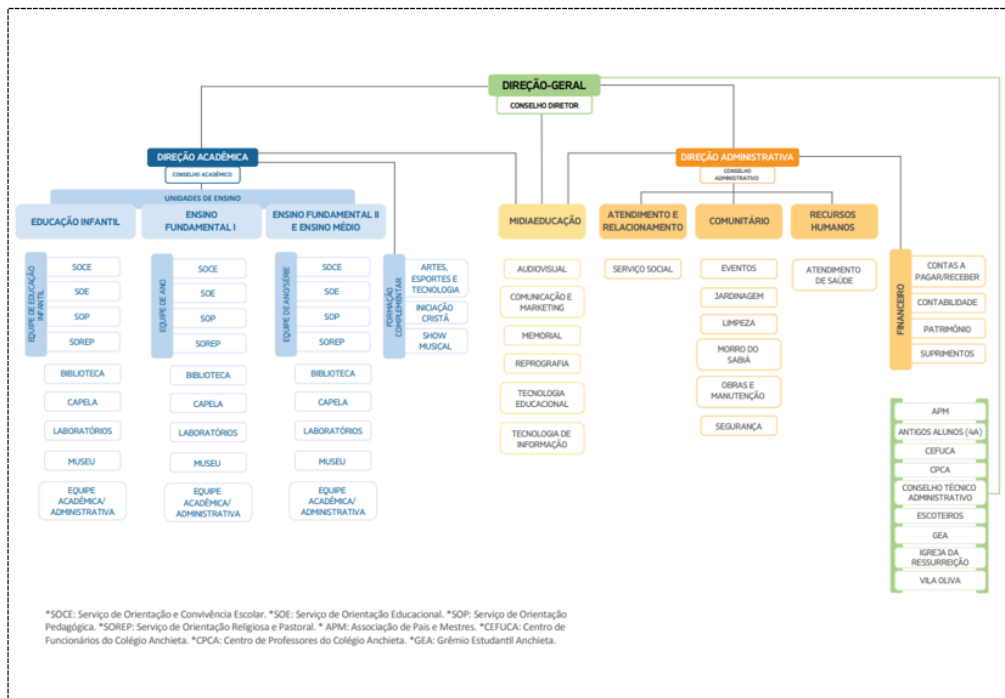 DIREÇÃO-GERAL
CONSELHO DIRETOR
DIREÇÃO ACADÊMICA
CONSELHO ACADÊMICO
DIREÇÃO ADMINISTRATIVA
CONSELHO
ADMINISTRATIVO
UNIDADES DE ENSINO
EDUCAÇÃO INFANTIL
ENSINO
FUNDAMENTAL I
ENSINO FUNDAMENTAL II
E ENSINO MÉDIO
MIDIAEDUCAÇÃO
ATENDIMENTO E
RELACIONAMENTO
COMUNITÁRIO
RECURSOS
HUMANOS
EQUIPE DE EDUCAÇÃO
INFANTIL
SOCE
SOE
SOP
SOREP
BIBLIOTECA
CAPELA
LABORATÓRIOS
MUSEU
EQUIPE
ACADÊMICA/
ADMINISTRATIVA
EQUIPE DE ANO
SOCE
SOE
SOP
SOREP
BIBLIOTECA
CAPELA
LABORATÓRIOS
MUSEU
EQUIPE
ACADÊMICA/
ADMINISTRATIVA
EQUIPE DE ANO/SÉRIE
SOCE
SOE
SOP
SOREP
BIBLIOTECA
CAPELA
LABORATÓRIOS
MUSEU
EQUIPE
ACADÊMICA/
ADMINISTRATIVA
FORMAÇÃO
COMPLEMENTAR
ARTES,
ESPORTES E
TECNOLOGIA
INICIAÇÃO
CRISTÃ
SHOW
MUSICAL
AUDIOVISUAL
COMUNICAÇÃO E
MARKETING
MEMORIAL
REPROGRAFIA
TECNOLOGIA
EDUCACIONAL
TECNOLOGIA DE
INFORMAÇÃO
SERVIÇO SOCIAL
EVENTOS
JARDINAGEM
LIMPEZA
MORRO DO
SABIÁ
OBRAS E
MANUTENÇÃO
SEGURANÇA
ATENDIMENTO
DE SAÚDE
FINANCEIRO
CONTAS A
PAGAR/RECEBER
CONTABILIDADE
PATRIMÔNIO
SUPRIMENTOS
APM
ANTIGOS ALUNOS (4A)
CEFUCA
CPCA
CONSELHO TÉCNICO
ADMINISTRATIVO
ESCOTEIROS
GEA
IGREJA DA
RESSURREIÇÃO
VILA OLIVA
*SOCE: Serviço de Orientação e Convivência Escolar. *SOE: Serviço de Orientação Educacional. *SOP: Serviço de Orientação
Pedagógica. *SOREP: Serviço de Orientação Religiosa e Pastoral. * APM: Associação de Pais e Mestres. *CEFUCA: Centro de
Funcionários do Colégio Anchieta. *CPCA: Centro de Professores do Colégio Anchieta. *GEA: Grêmio Estudantil Anchieta.